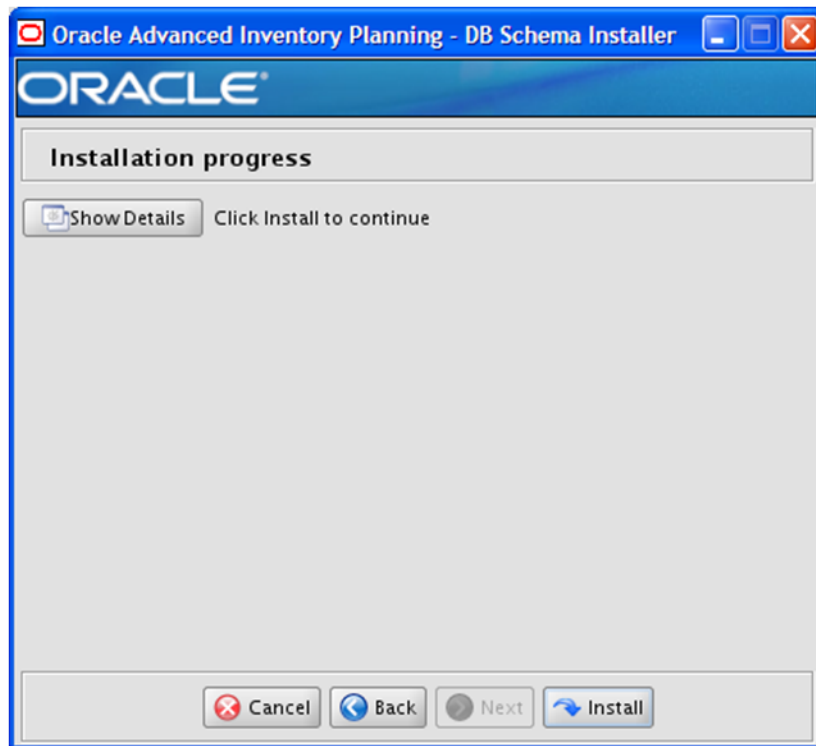 Oracle Advanced Inventory Planning - DB Schema Installer
ORACLE®
Installation progress
Show Details Click Install to continue
Cancel Back Next Install